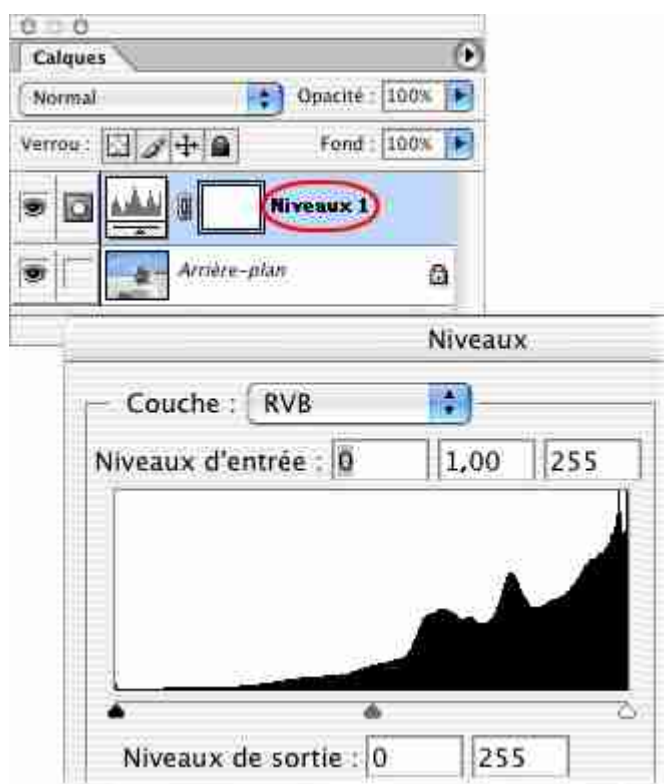 Calques
Normal Opacité : 100%
Verrou : Fond : 100%
Niveaux 1
Arrière-plan
Niveaux
Couche : RVB
Niveaux d'entrée : 0 1,00 255
Niveaux de sortie : 0 255